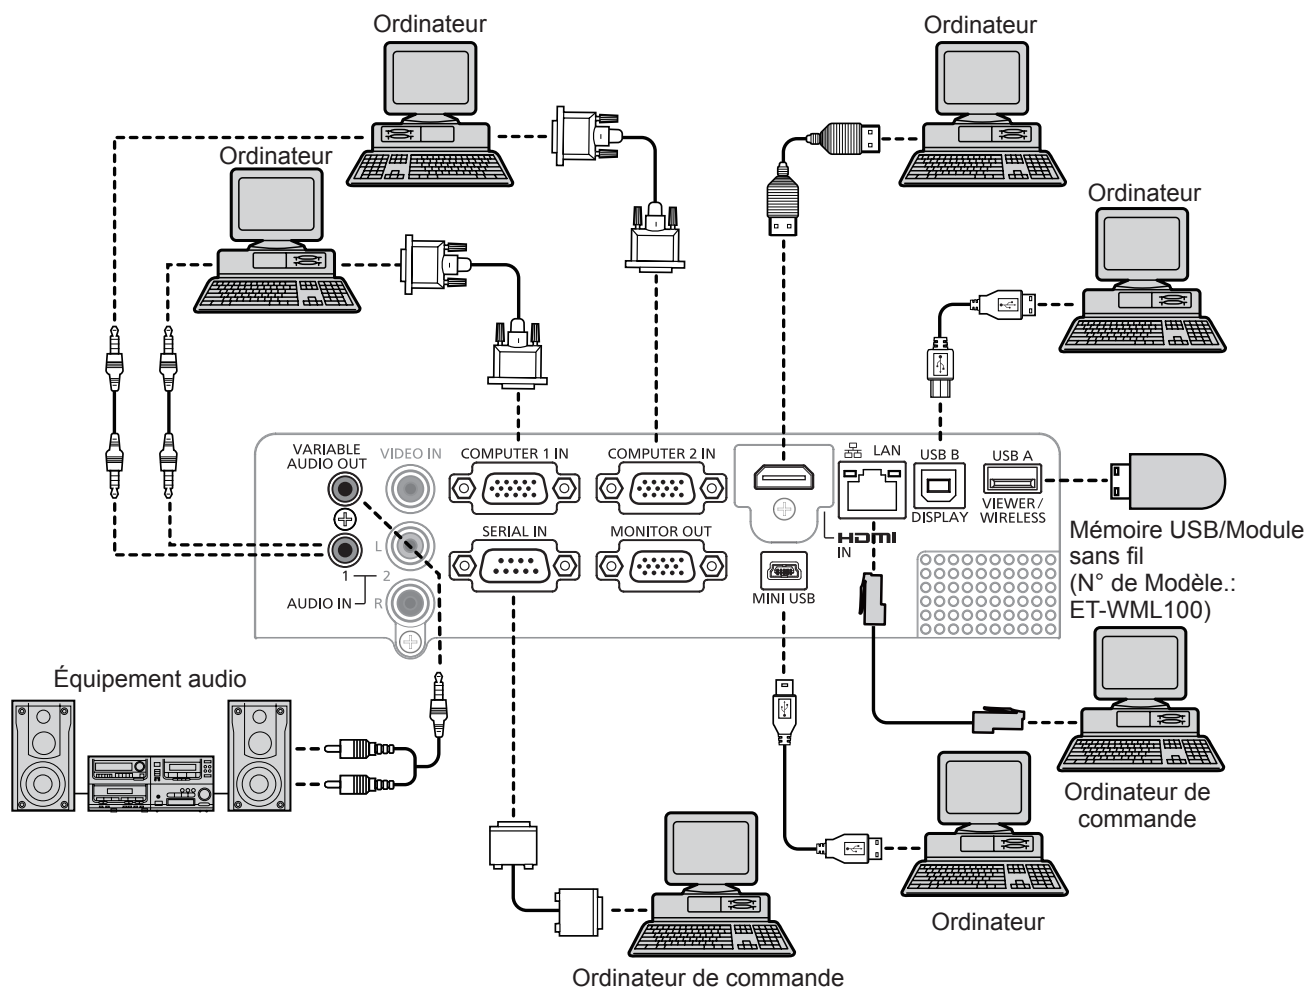 Ordinateur
Ordinateur
Ordinateur
Ordinateur
VARIABLE
AUDIO OUT
VIDEO IN
COMPUTER 1 IN
COMPUTER 2 IN
LAN
USB B
USB A
DISPLAY
VIEWER/
WIRELESS
SERIAL IN
MONITOR OUT
HDMI
IN
L
1
2
AUDIO IN
R
MINI USB
Mémoire USB/Module
sans fil
(N° de Modèle.:
ET-WML100)
Équipement audio
Ordinateur de
commande
Ordinateur
Ordinateur de commande